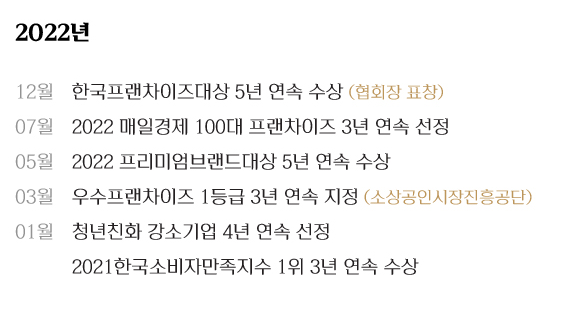 2022년
12월 한국프랜차이즈대상 5년 연속 수상 (협회장 표창)
07월 2022 매일경제 100대 프랜차이즈 3년 연속 선정
05월 2022 프리미엄브랜드대상 5년 연속 수상
03월 우수프랜차이즈 1등급 3년 연속 지정 (소상공인시장진흥공단)
01월 청년친화 강소기업 4년 연속 선정
2021한국소비자만족지수 1위 3년 연속 수상